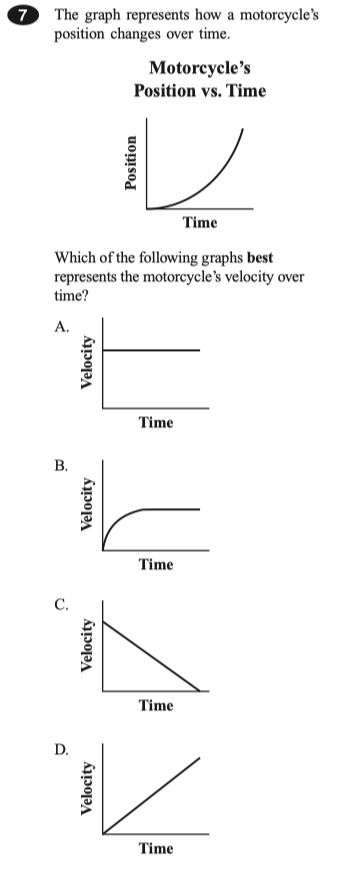 7 The graph represents how a motorcycle's
position changes over time.
Motorcycle's
Position vs. Time
Position
Time
Which of the following graphs best
represents the motorcycle's velocity over
time?
A.
Velocity
Time
B.
Velocity
Time
C.
Velocity
Time
D.
Velocity
Time